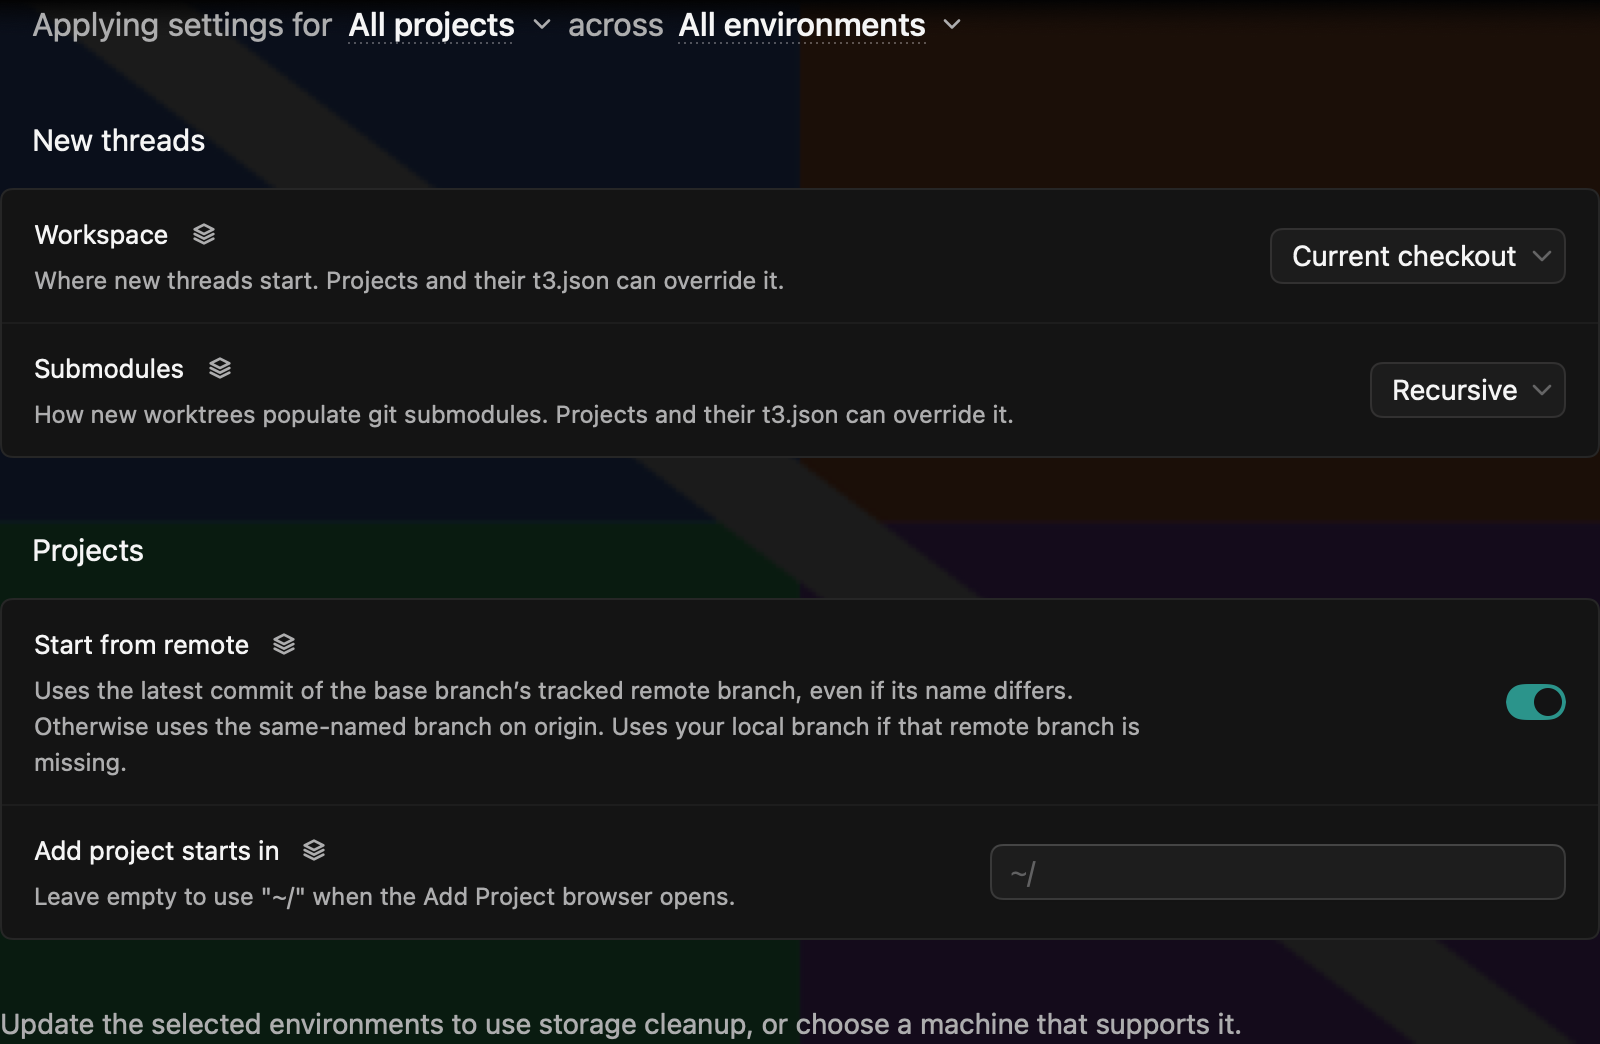 Applying settings for All projects across All environments
New threads
Workspace
Where new threads start. Projects and their t3.json can override it.
Current checkout
Submodules
How new worktrees populate git submodules. Projects and their t3.json can override it.
Recursive
Projects
Start from remote
Uses the latest commit of the base branch’s tracked remote branch, even if its name differs.
Otherwise uses the same-named branch on origin. Uses your local branch if that remote branch is
missing.
Add project starts in
Leave empty to use "~/" when the Add Project browser opens.
~/
Update the selected environments to use storage cleanup, or choose a machine that supports it.